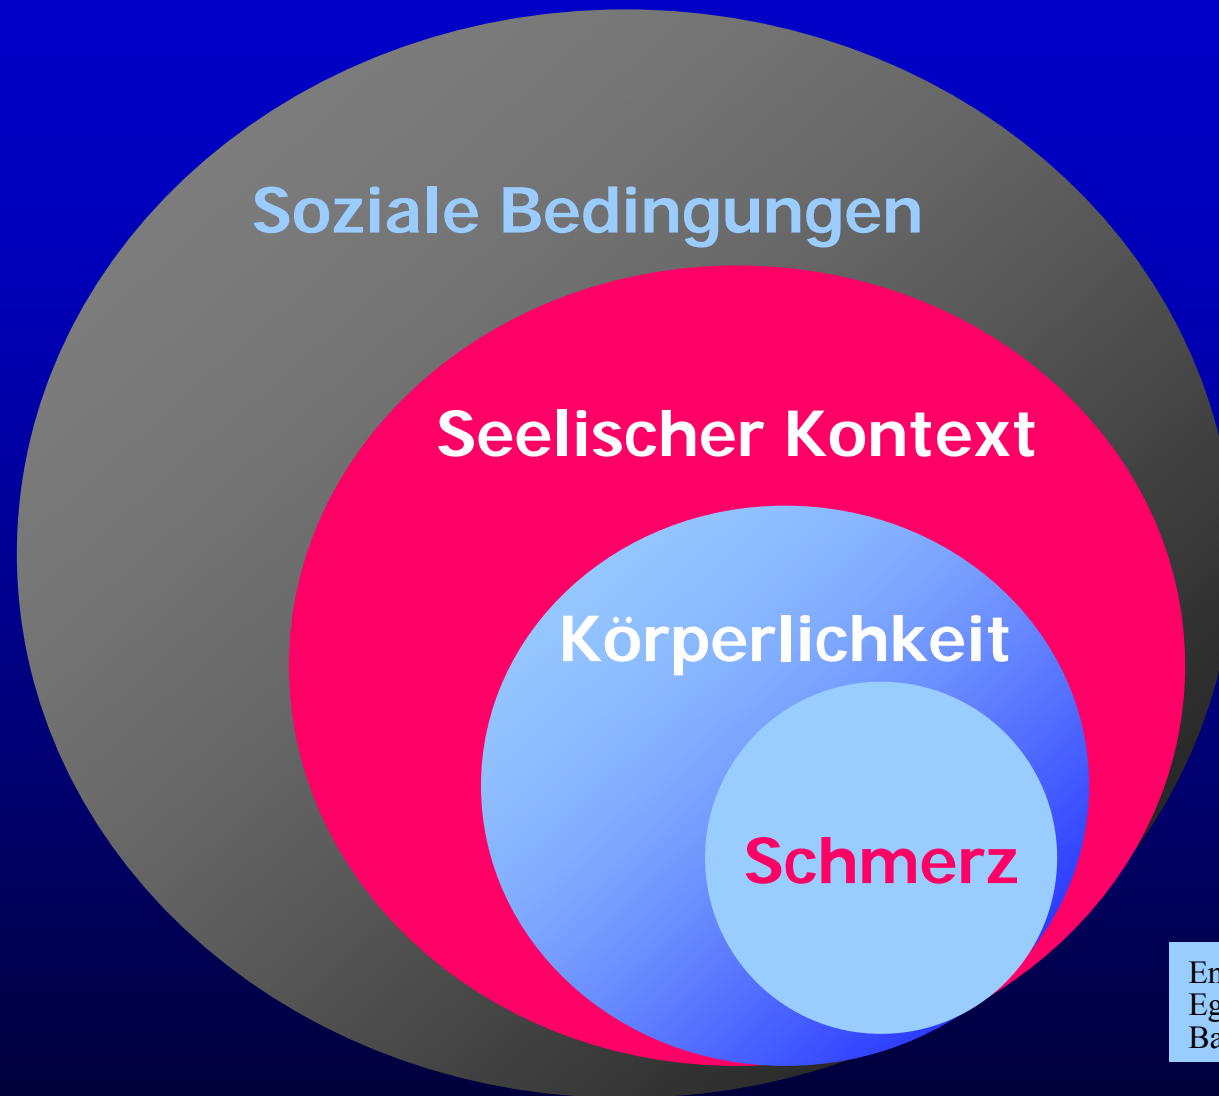 Soziale Bedingungen
Seelischer Kontext
Körperlichkeit
Schmerz